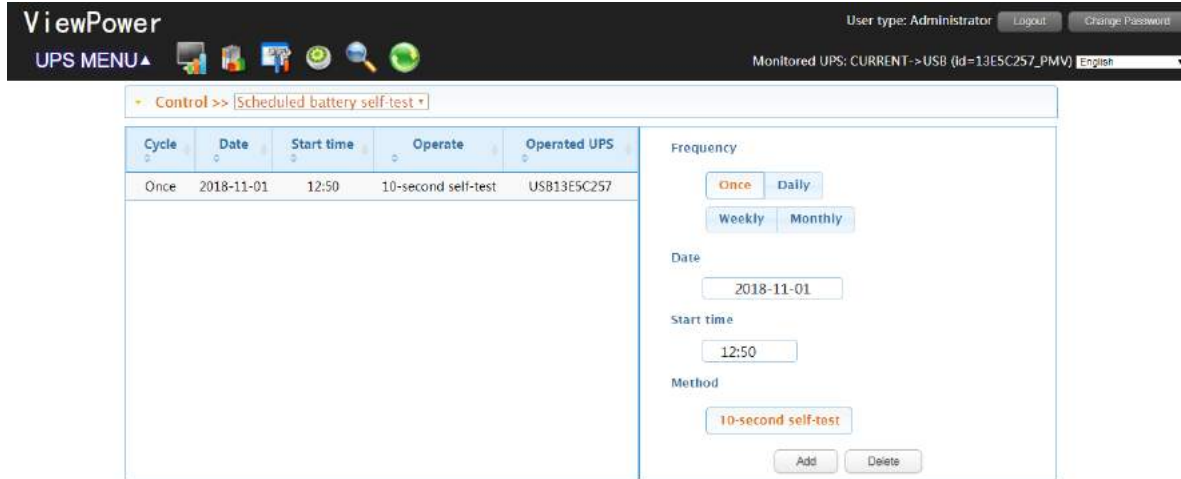 ViewPower
User type: Administrator Logout Change Password
UPS MENU▲
Monitored UPS: CURRENT->USB (id=13E5C257_PMV) English
Control >> Scheduled battery self-test
Cycle Date Start time Operate Operated UPS
Once 2018-11-01 12:50 10-second self-test USB13E5C257
Frequency
Once Daily
Weekly Monthly
Date
2018-11-01
Start time
12:50
Method
10-second self-test
Add Delete